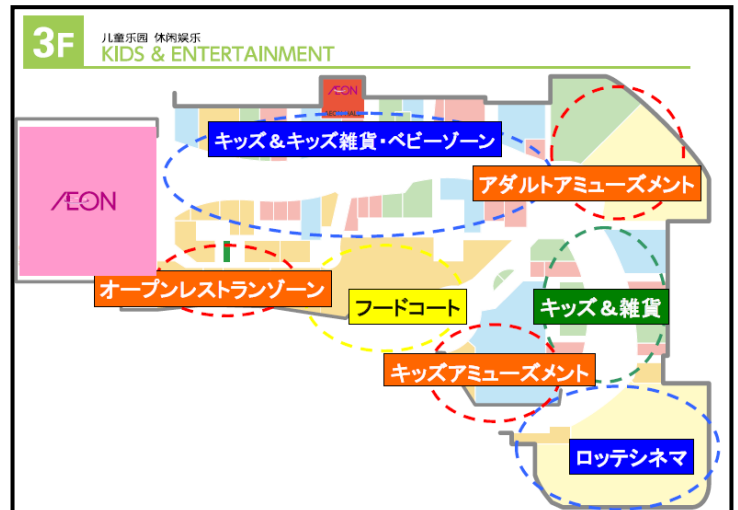 3F
儿童乐园 休闲娱乐
KIDS & ENTERTAINMENT
ÆON
キッズ＆キッズ雑貨・ベビーゾーン
アダルトアミューズメント
ÆON
オープンレストランゾーン
フードコート
キッズ＆雑貨
キッズアミューズメント
ロッテシネマ